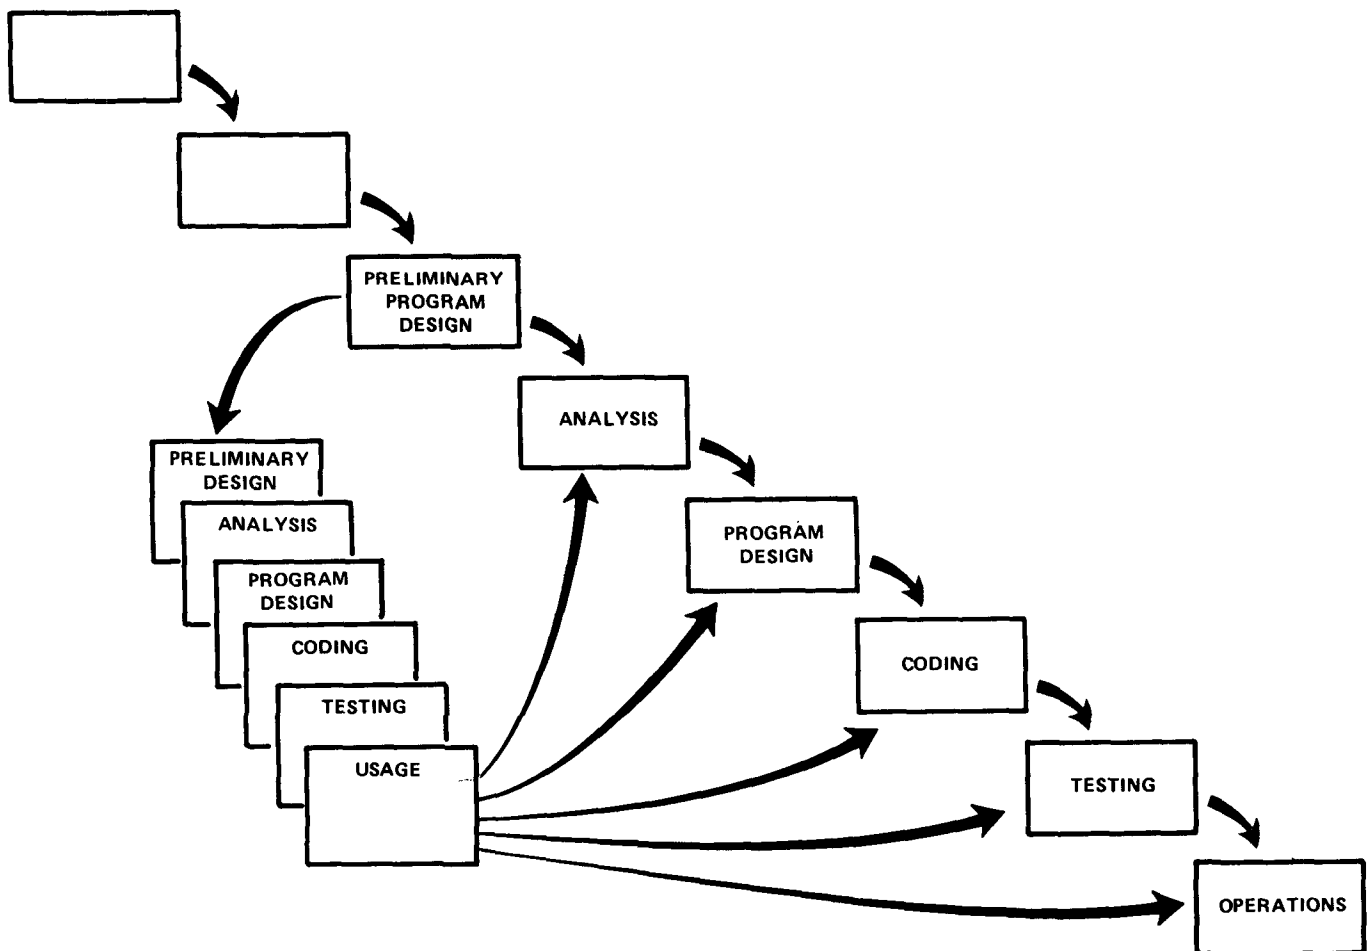 PRELIMINARY
PROGRAM
DESIGN
ANALYSIS
PROGRAM
DESIGN
CODING
TESTING
OPERATIONS
PRELIMINARY
DESIGN
ANALYSIS
PROGRAM
DESIGN
CODING
TESTING
USAGE